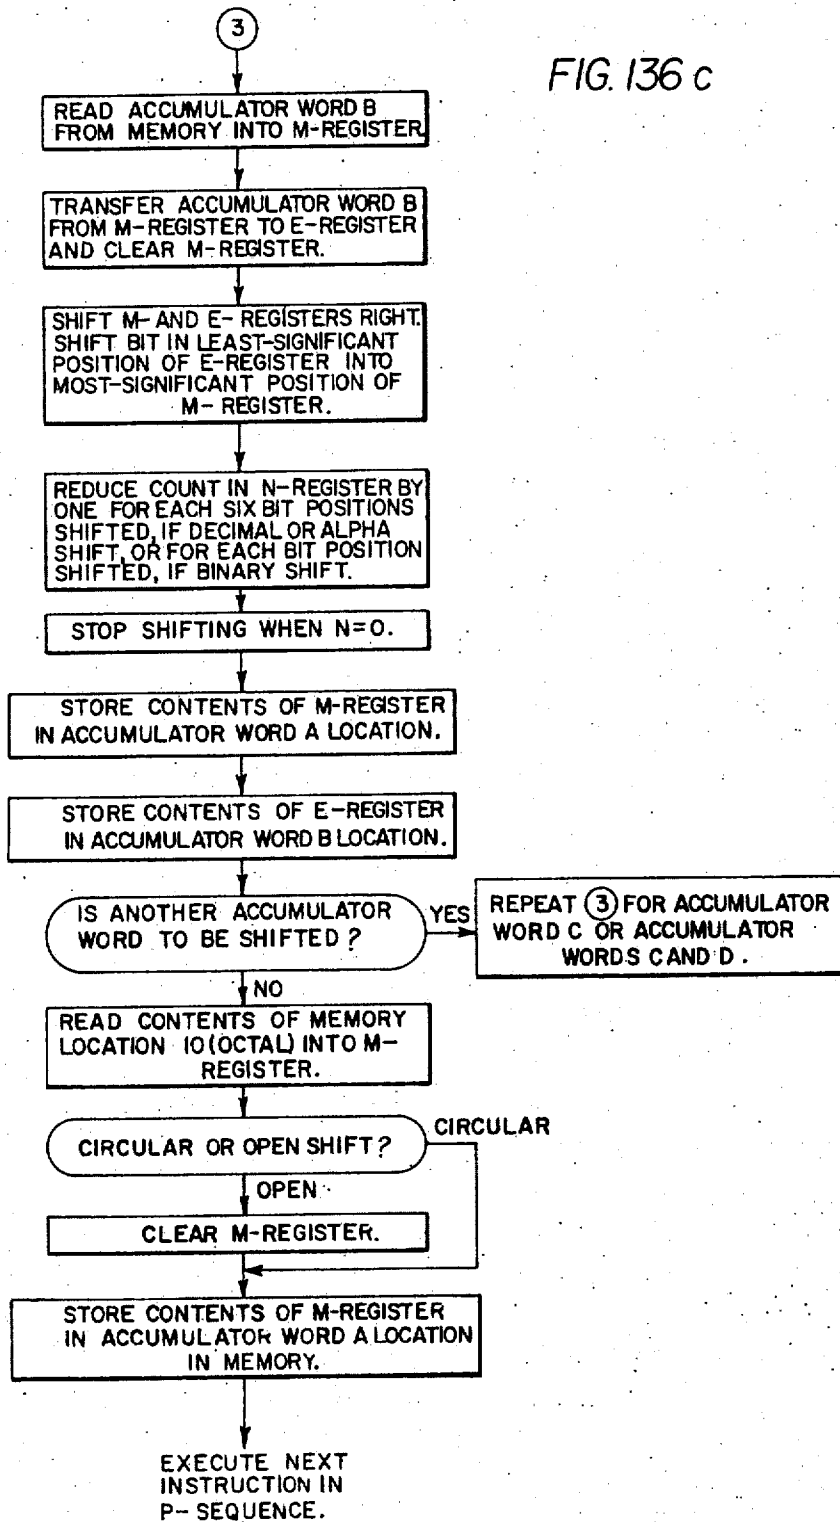 3
FIG. 136 c
READ ACCUMULATOR WORD B
FROM MEMORY INTO M-REGISTER.
TRANSFER ACCUMULATOR WORD B
FROM M-REGISTER TO E-REGISTER
AND CLEAR M-REGISTER.
SHIFT M- AND E- REGISTERS RIGHT.
SHIFT BIT IN LEAST-SIGNIFICANT
POSITION OF E-REGISTER INTO
MOST-SIGNIFICANT POSITION OF
M- REGISTER.
REDUCE COUNT IN N-REGISTER BY
ONE FOR EACH SIX BIT POSITIONS
SHIFTED, IF DECIMAL OR ALPHA
SHIFT, OR FOR EACH BIT POSITION
SHIFTED, IF BINARY SHIFT.
STOP SHIFTING WHEN N=0.
STORE CONTENTS OF M-REGISTER
IN ACCUMULATOR WORD A LOCATION.
STORE CONTENTS OF E-REGISTER
IN ACCUMULATOR WORD B LOCATION.
IS ANOTHER ACCUMULATOR
WORD TO BE SHIFTED?
YES
REPEAT 3 FOR ACCUMULATOR
WORD C OR ACCUMULATOR
WORDS C AND D.
NO
READ CONTENTS OF MEMORY
LOCATION 10(OCTAL) INTO M-
REGISTER.
CIRCULAR OR OPEN SHIFT?
CIRCULAR
OPEN
CLEAR M-REGISTER.
STORE CONTENTS OF M-REGISTER
IN ACCUMULATOR WORD A LOCATION
IN MEMORY.
EXECUTE NEXT
INSTRUCTION IN
P- SEQUENCE.